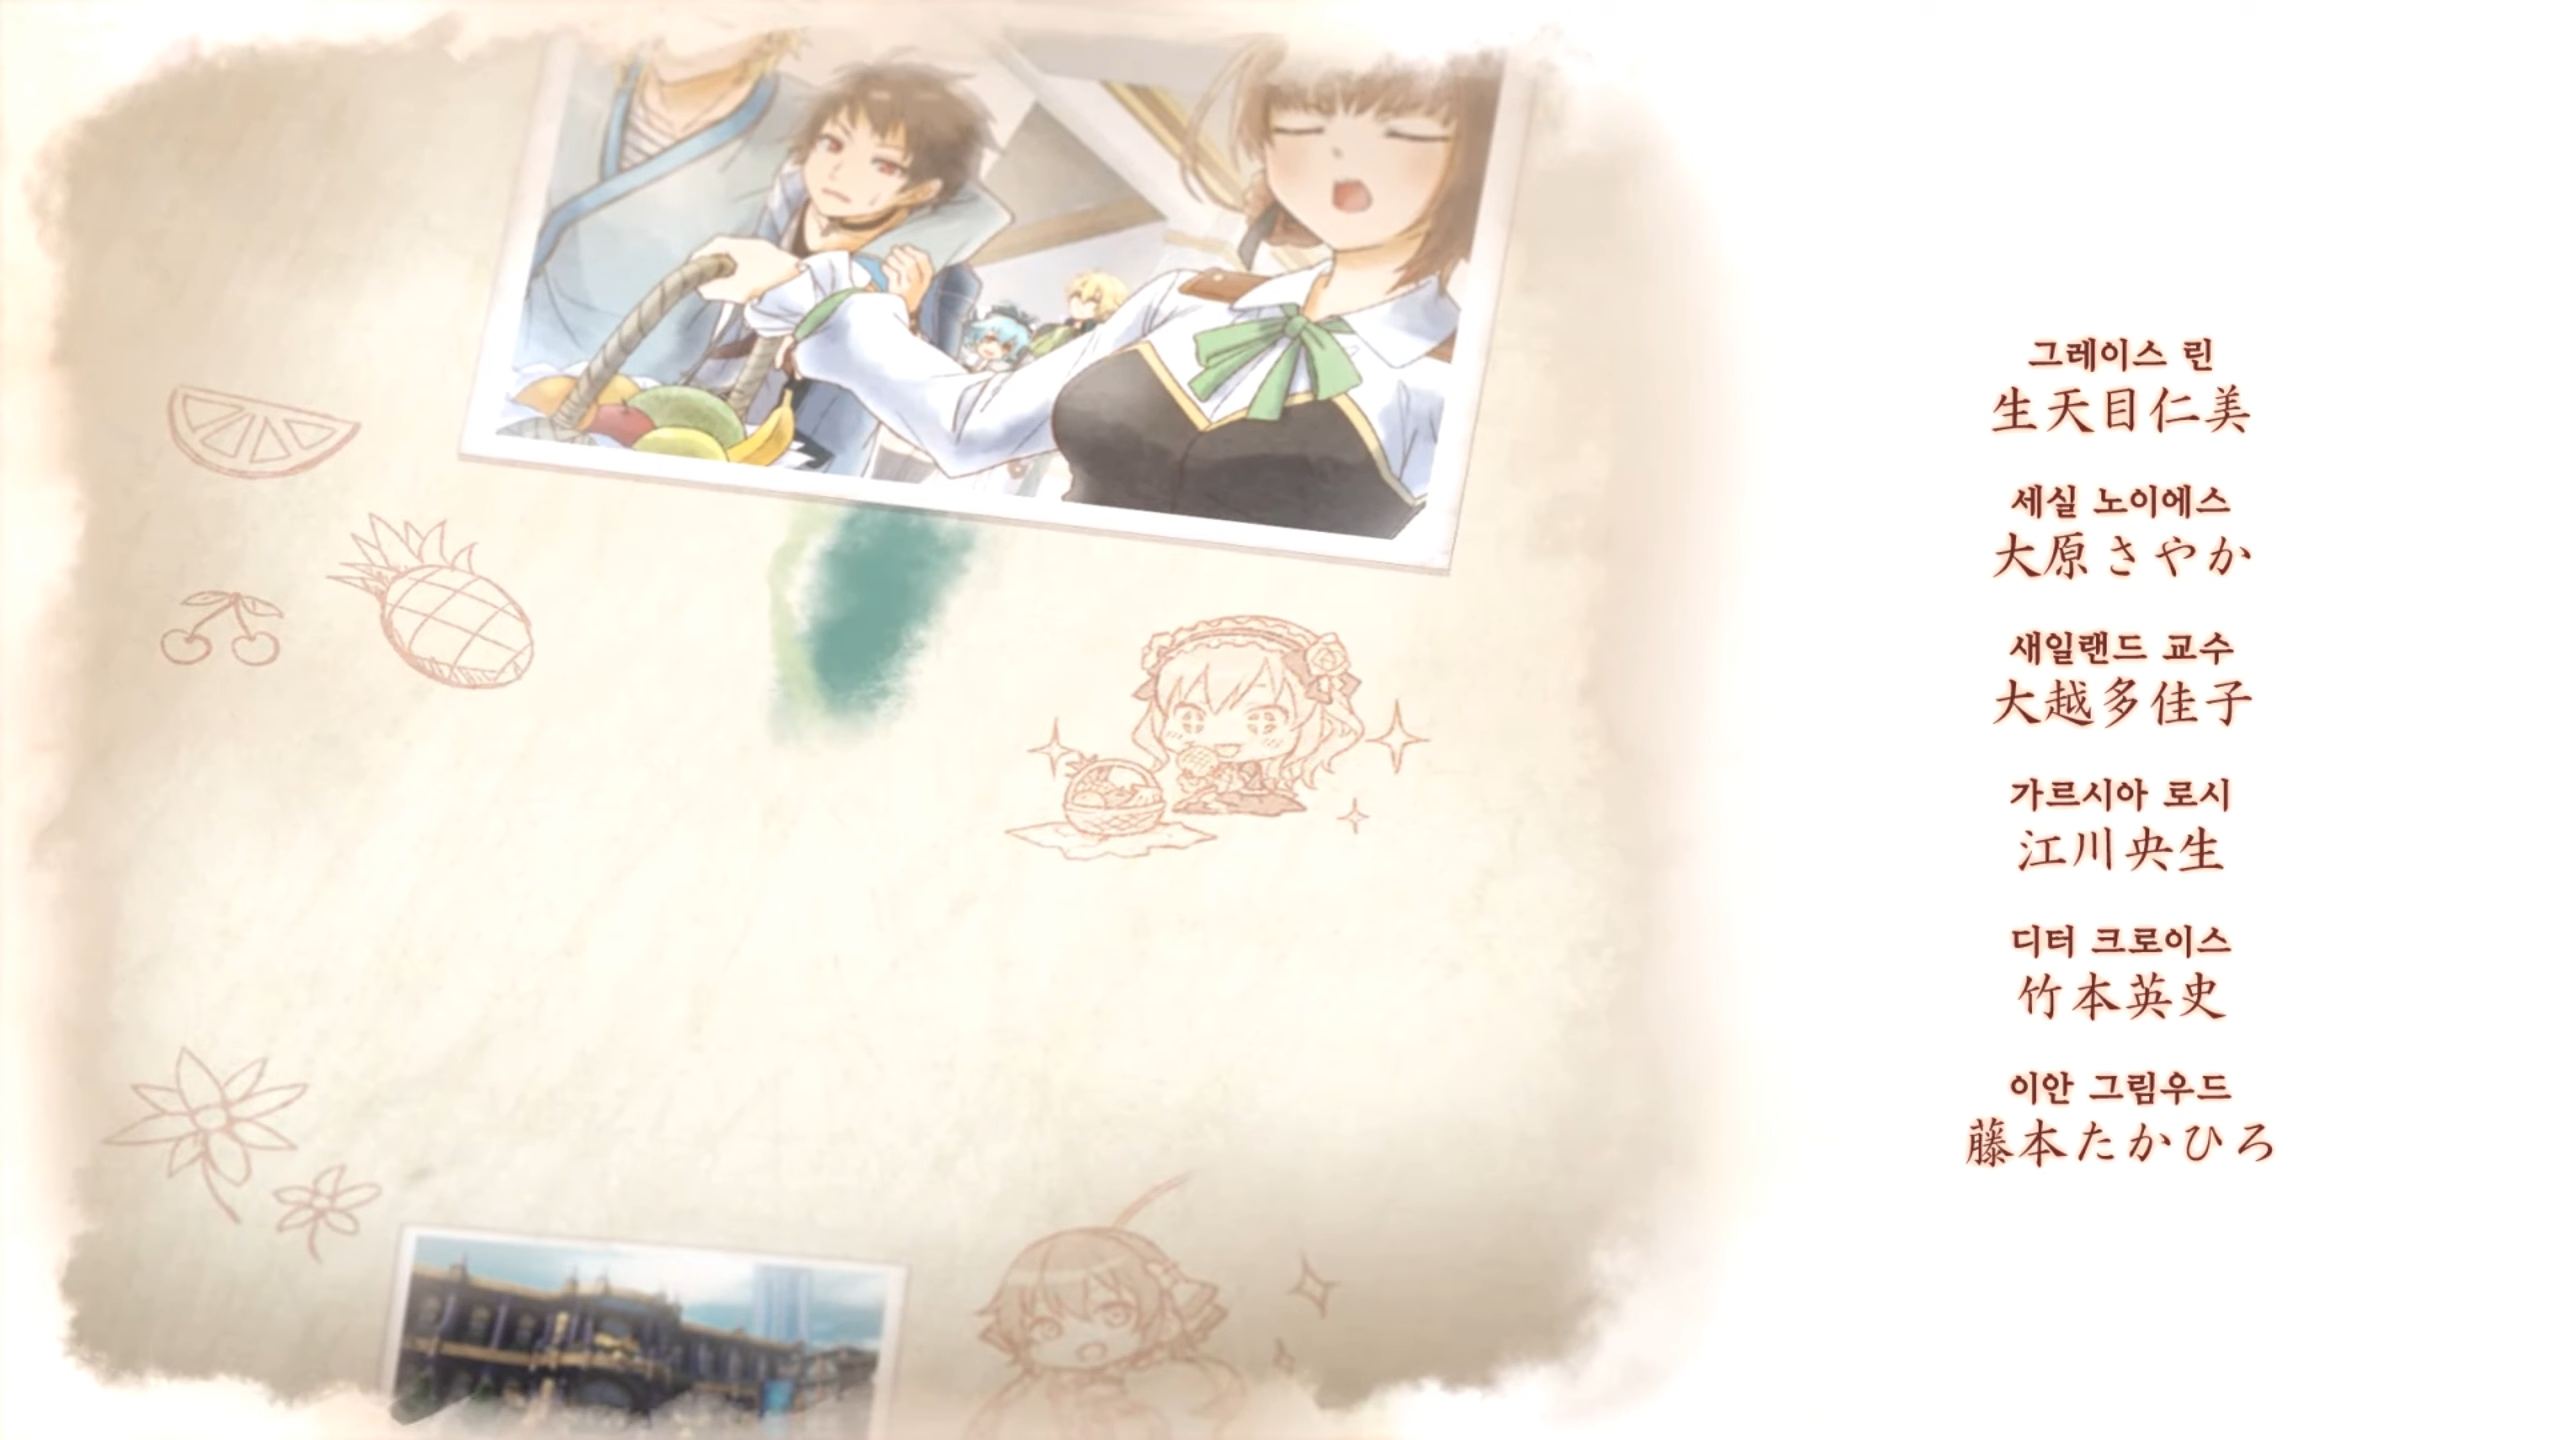 그레이스 린
生天目仁美
세실 노이에스
大原さやか
새일랜드 교수
大越多佳子
가르시아 로시
江川央生
디터 크로이스
竹本英史
이안 그림우드
藤本たかひろ